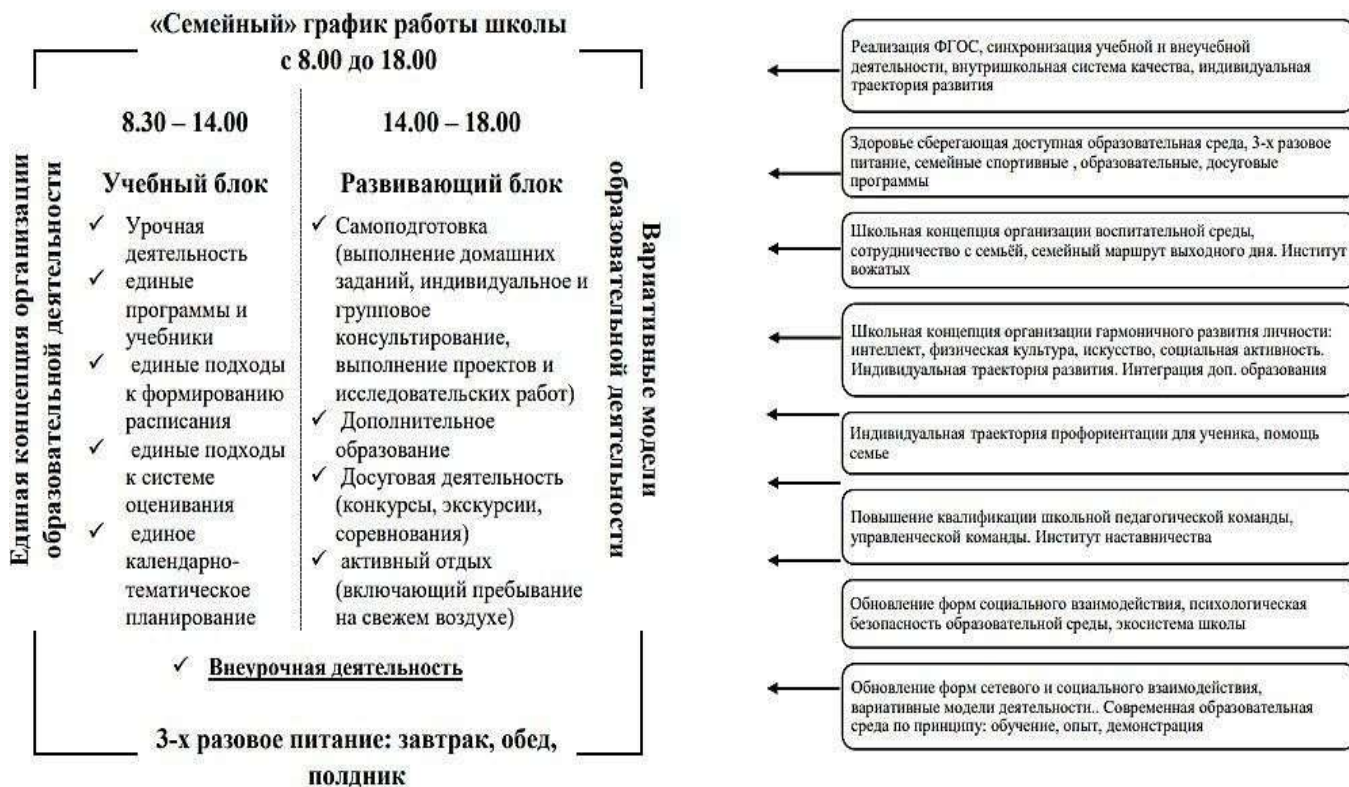 «Семейный» график работы школы
с 8.00 до 18.00
Единая концепция организации
образовательной деятельности
8.30 – 14.00
Учебный блок
✓ Урочная
деятельность
✓ единые
программы и
учебники
✓ единые подходы
к формированию
расписания
✓ единые подходы
к системе
оценивания
✓ единое
календарно-
тематическое
планирование
14.00 – 18.00
Развивающий блок
✓ Самоподготовка
(выполнение домашних
заданий, индивидуальное и
групповое
консультирование,
выполнение проектов и
исследовательских работ)
✓ Дополнительное
образование
✓ Досуговая деятельность
(конкурсы, экскурсии,
соревнования)
✓ активный отдых
(включающий пребывание
на свежем воздухе)
Вариативные модели
образовательной деятельности
✓ Внеурочная деятельность
3-х разовое питание: завтрак, обед,
полдник
Реализация ФГОС, синхронизация учебной и внеучебной
деятельности, внутришкольная система качества, индивидуальная
траектория развития
Здоровье сберегающая доступная образовательная среда, 3-х разовое
питание, семейные спортивные , образовательные, досуговые
программы
Школьная концепция организации воспитательной среды,
сотрудничество с семьёй, семейный маршрут выходного дня. Институт
вожатых
Школьная концепция организации гармоничного развития личности:
интеллект, физическая культура, искусство, социальная активность.
Индивидуальная траектория развития. Интеграция доп. образования
Индивидуальная траектория профориентации для ученика, помощь
семье
Повышение квалификации школьной педагогической команды,
управленческой команды. Институт наставничества
Обновление форм социального взаимодействия, психологическая
безопасность образовательной среды, экосистема школы
Обновление форм сетевого и социального взаимодействия,
вариативные модели деятельности.. Современная образовательная
среда по принципу: обучение, опыт, демонстрация